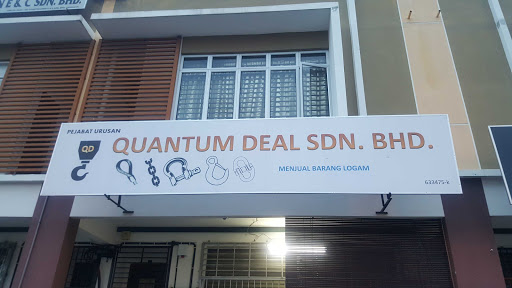 E & C SDN. BHD.
PEJABAT URUSAN
QD
QUANTUM DEAL SDN. BHD.
MENJUAL BARANG LOGAM
633475-X